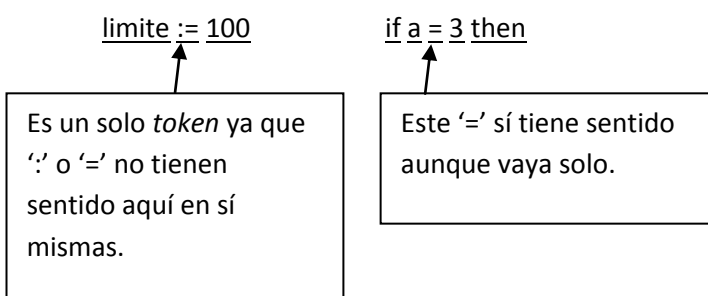 limite := 100
if a = 3 then
Es un solo token ya que
‘:’ o ‘=’ no tienen
sentido aquí en sí
mismas.
Este ‘=’ sí tiene sentido
aunque vaya solo.